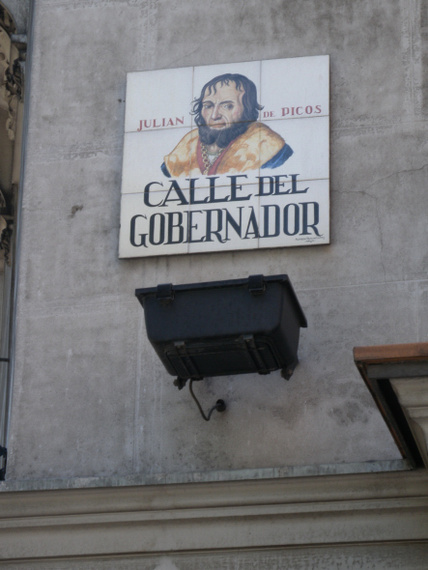 JULIAN DE PICOS
CALLE DEL
GOBERNADOR